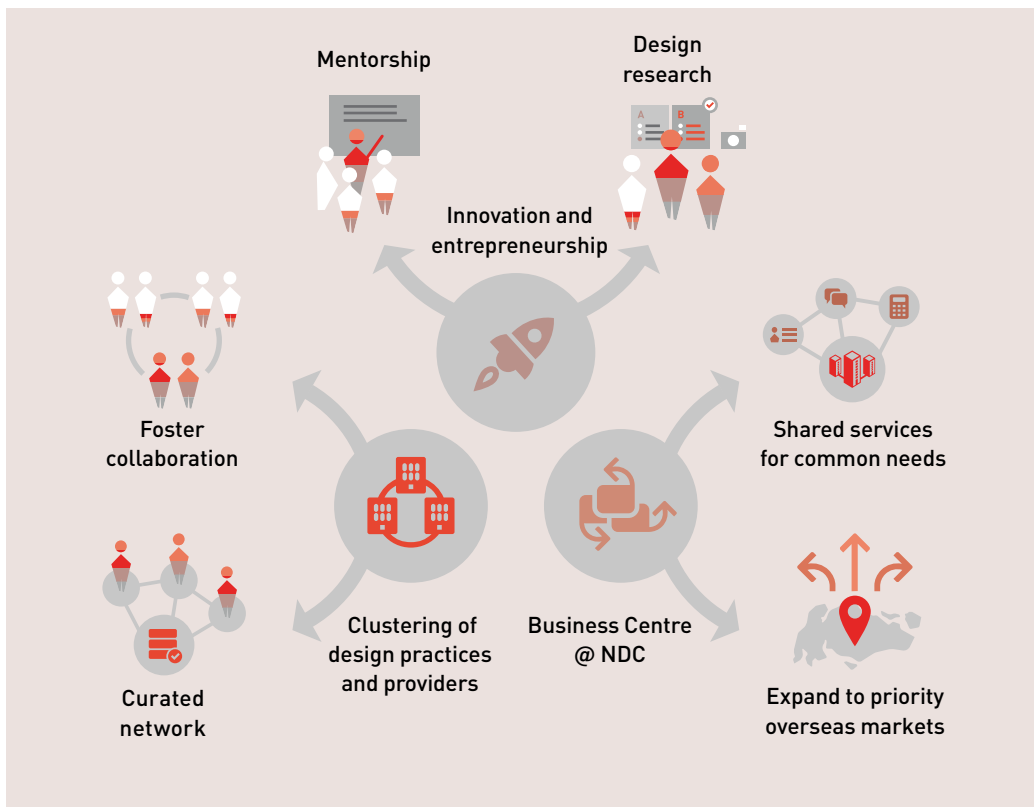 Mentorship
Design
research
A
B
Innovation and
entrepreneurship
Foster
collaboration
Shared services
for common needs
Curated
network
Clustering of
design practices
and providers
Business Centre
@ NDC
Expand to priority
overseas markets